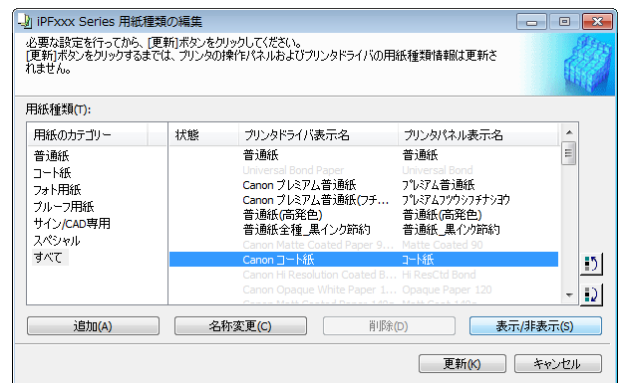 iPFxxx Series 用紙種類の編集
必要な設定を行ってから、[更新]ボタンをクリックしてください。
[更新]ボタンをクリックするまでは、プリンタの操作パネルおよびプリンタドライバの用紙種類情報は更新さ
れません。
用紙種類(T):
用紙のカテゴリー 状態 プリンタドライバ表示名 プリンタパネル表示名
普通紙 普通紙 普通紙
コート紙 Universal Bond Paper Universal Bond
フォト用紙 Canon プレミアム普通紙 プレミアム普通紙
プルーフ用紙 Canon プレミアム普通紙(フチ... プレミアムフツウシフチナシヨウ
サイン/CAD専用 普通紙(高発色) 普通紙(高発色)
スペシャル 普通紙全種_黒インク節約 普通紙_黒インク節約
すべて Canon Matte Coated Paper 9... Matte Coated 90
Canon コート紙 コート紙
Canon Hi Resolution Coated B... Hi ResCtd Bond
Canon Opaque White Paper 1... Opaque Paper 120
追加(A) 名称変更(C) 削除(D) 表示/非表示(S)
更新(K) キャンセル